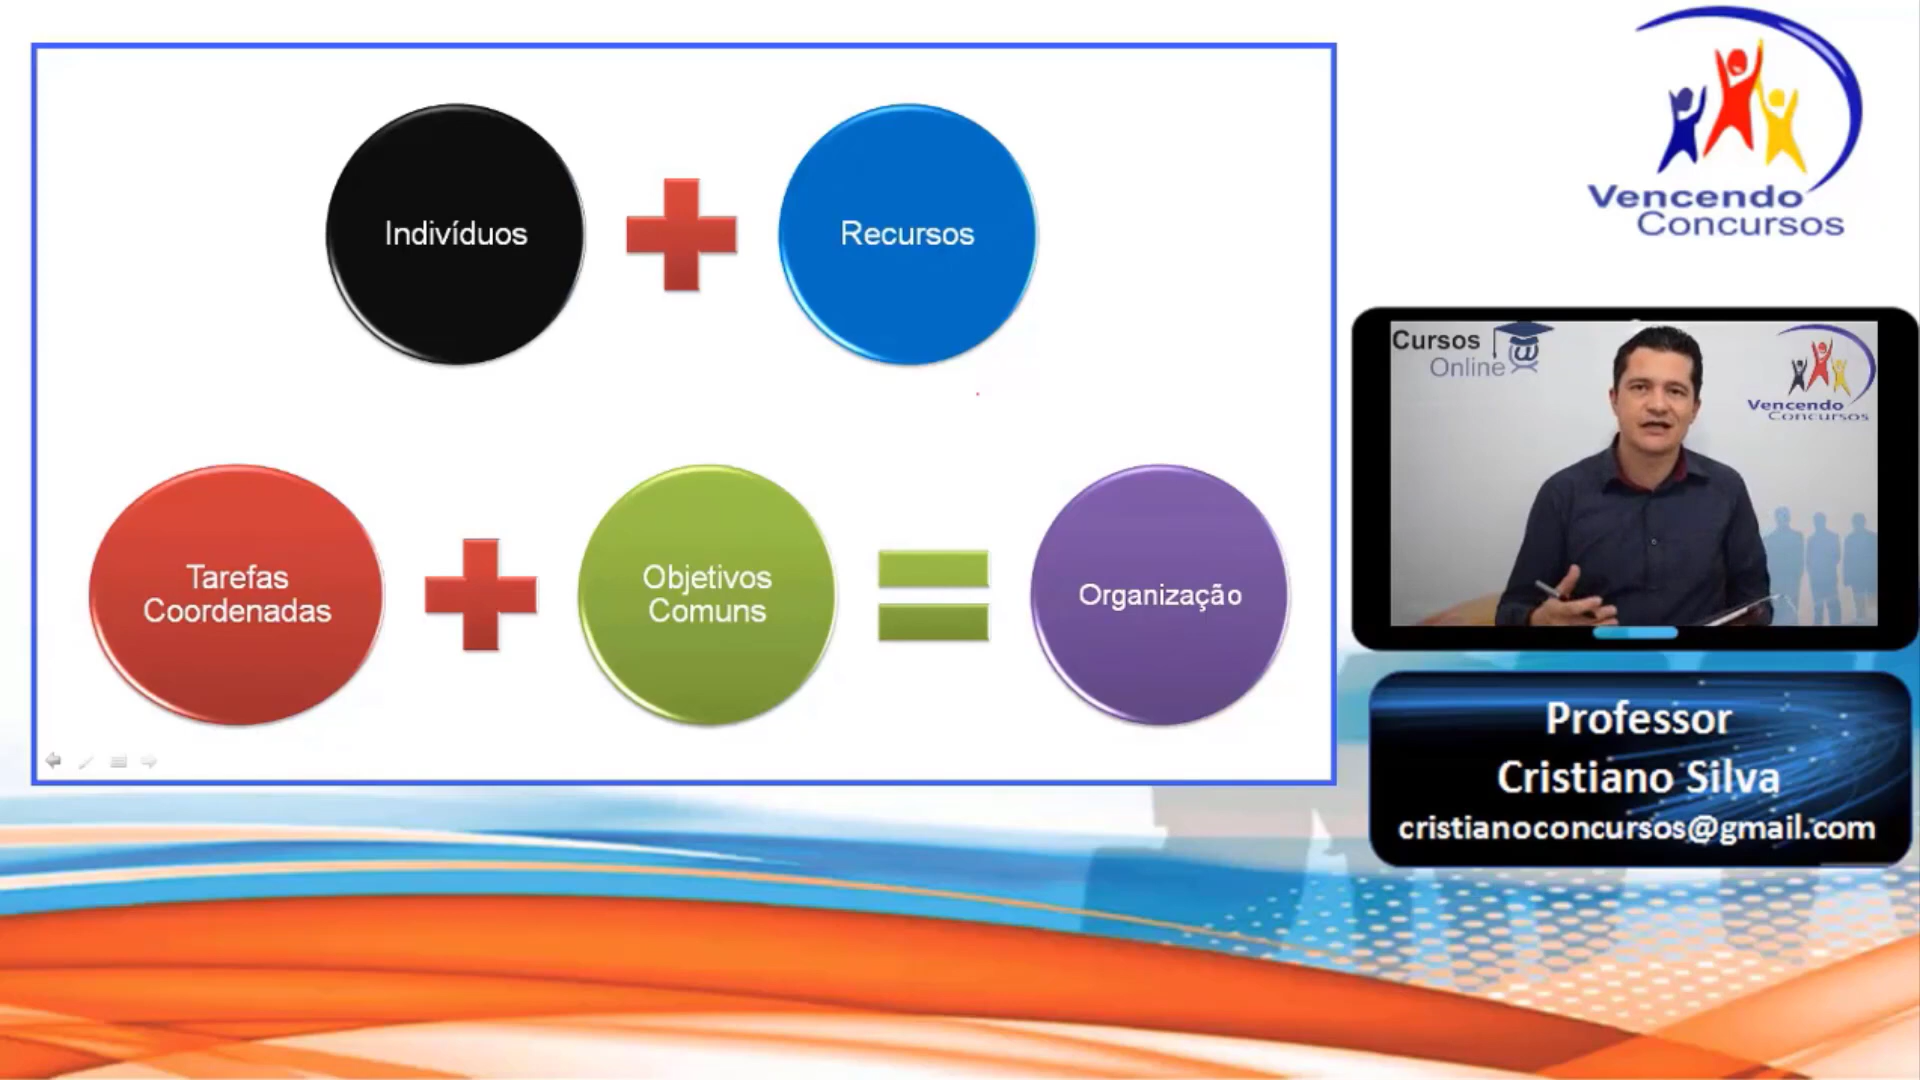 Indivíduos
Recursos
Tarefas
Coordenadas
Objetivos
Comuns
Organização
Vencendo
Concursos
Cursos
Online
Vencendo
Concursos
Professor
Cristiano Silva
cristianoconcursos@gmail.com